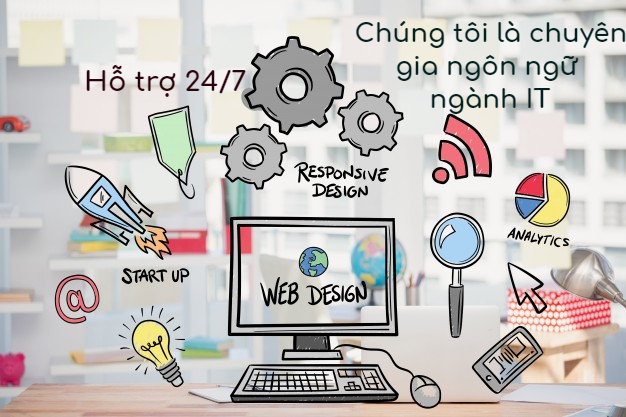 Chúng tôi là chuyên
gia ngôn ngữ
ngành IT
Hỗ trợ 24/7
RESPONSIVE
DESIGN
ANALYTICS
START UP
@
WEB DESIGN